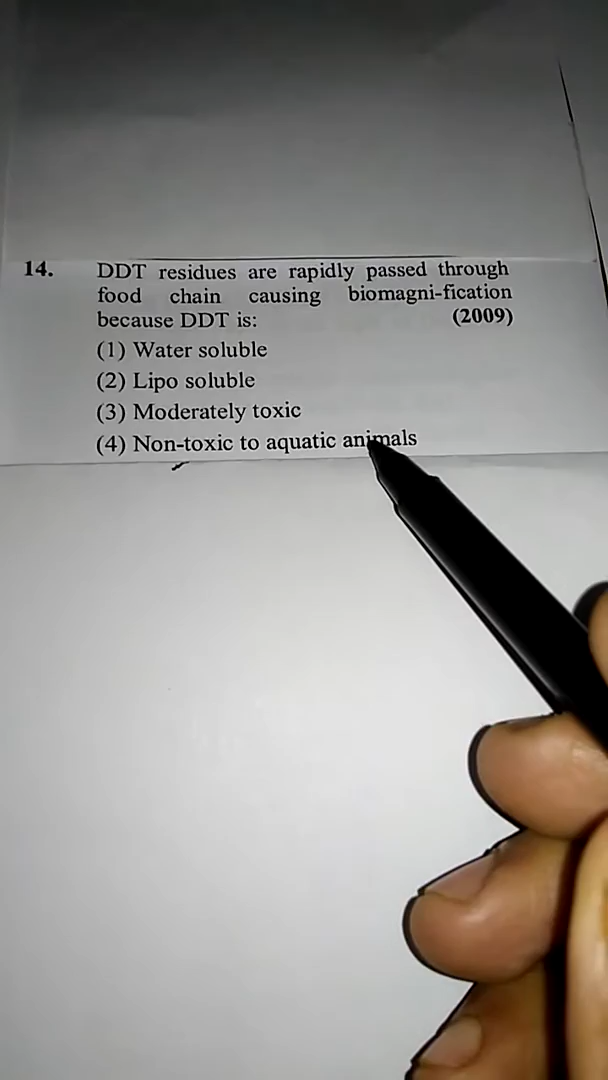 14. DDT residues are rapidly passed through
food chain causing biomagni-fication
because DDT is: (2009)
(1) Water soluble
(2) Lipo soluble
(3) Moderately toxic
(4) Non-toxic to aquatic animals